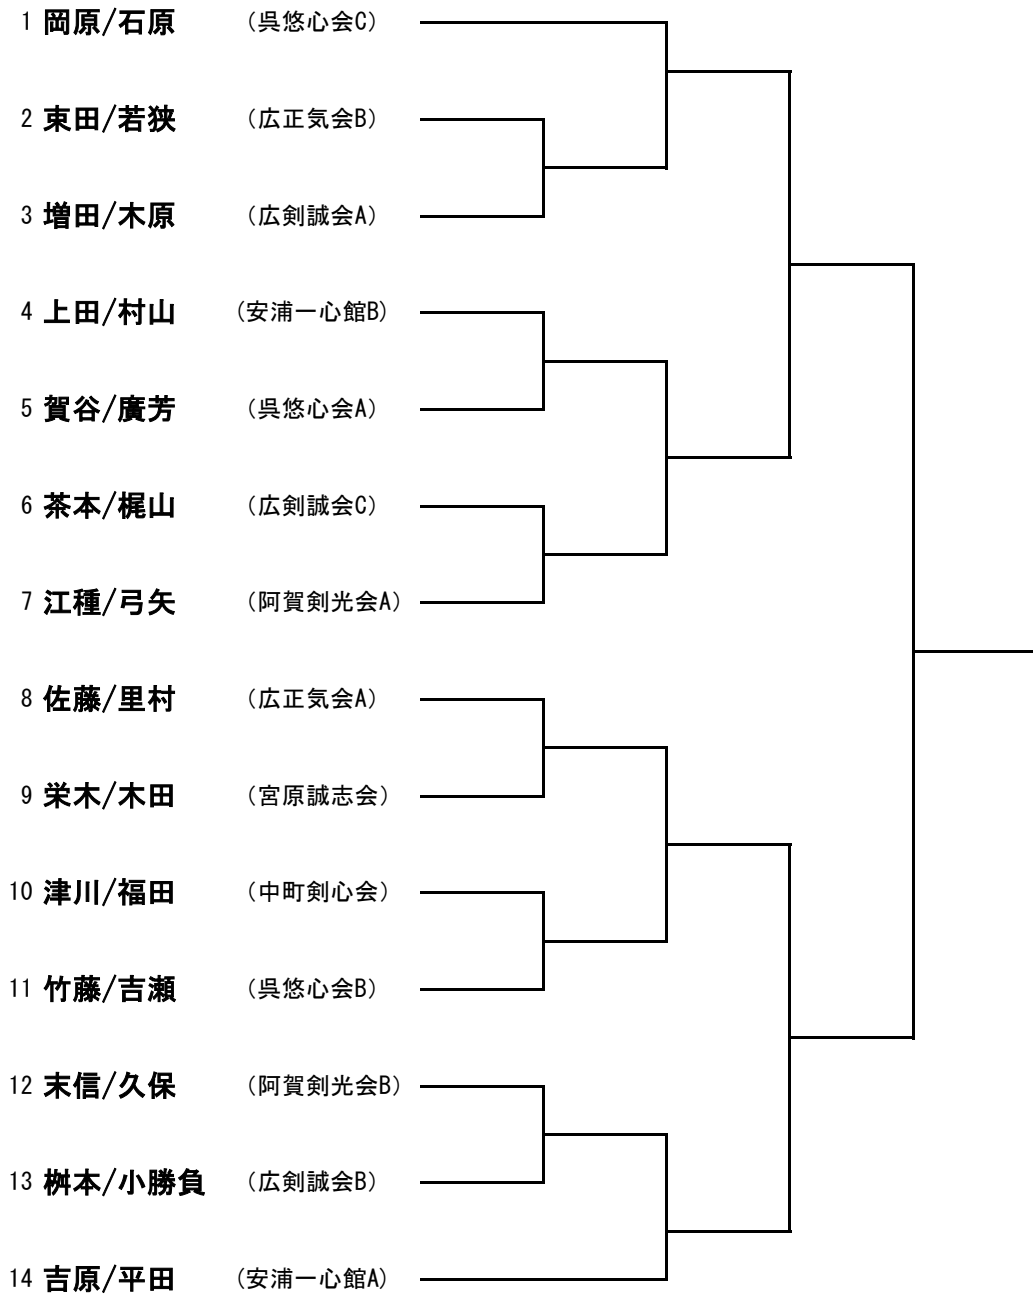 1 岡原/石原 （呉悠心会C）
2 束田/若狭 （広正気会B）
3 増田/木原 （広剣誠会A）
4 上田/村山 （安浦一心館B）
5 賀谷/廣芳 （呉悠心会A）
6 茶本/梶山 （広剣誠会C）
7 江種/弓矢 （阿賀剣光会A）
8 佐藤/里村 （広正気会A）
9 栄木/木田 （宮原誠志会）
10 津川/福田 （中町剣心会）
11 竹藤/吉瀬 （呉悠心会B）
12 末信/久保 （阿賀剣光会B）
13 桝本/小勝負 （広剣誠会B）
14 吉原/平田 （安浦一心館A）